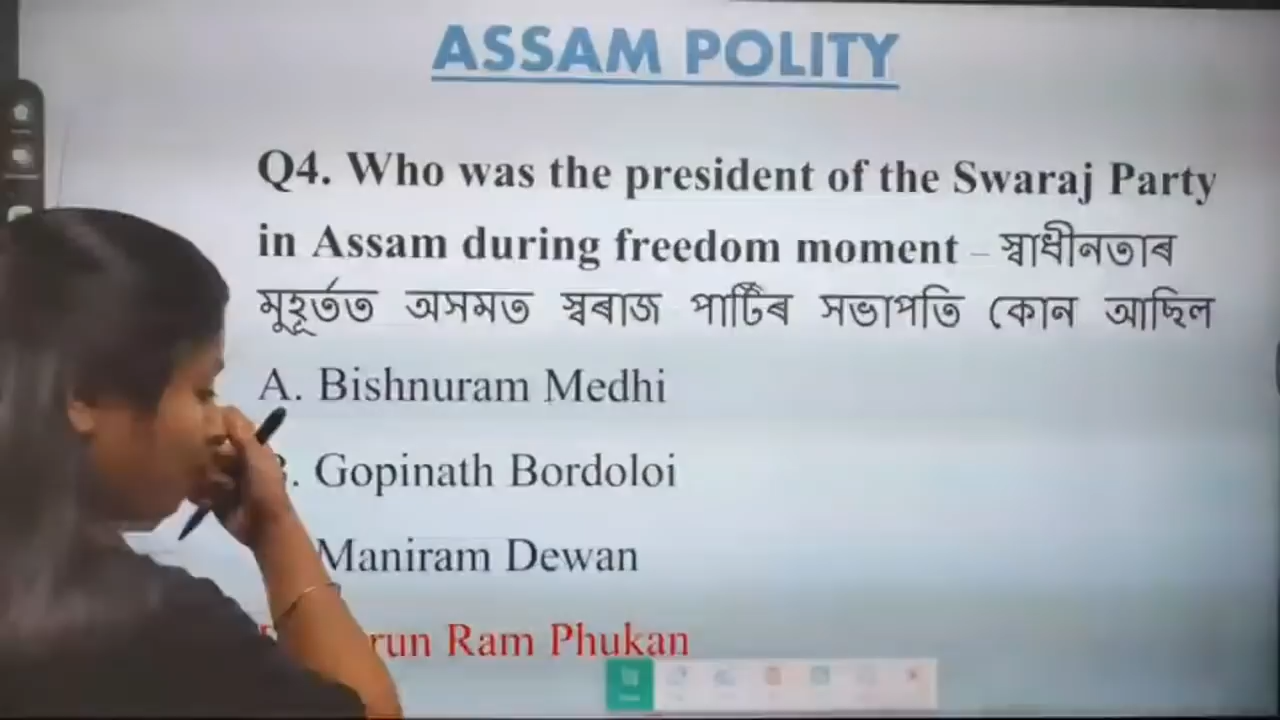 ASSAM POLITY
Q4. Who was the president of the Swaraj Party
in Assam during freedom moment – স্বাধীনতাৰ
মুহূৰ্তত অসমত স্বৰাজ পাৰ্টিৰ সভাপতি কোন আছিল
A. Bishnuram Medhi
. Gopinath Bordoloi
Maniram Dewan
Ram Phukan